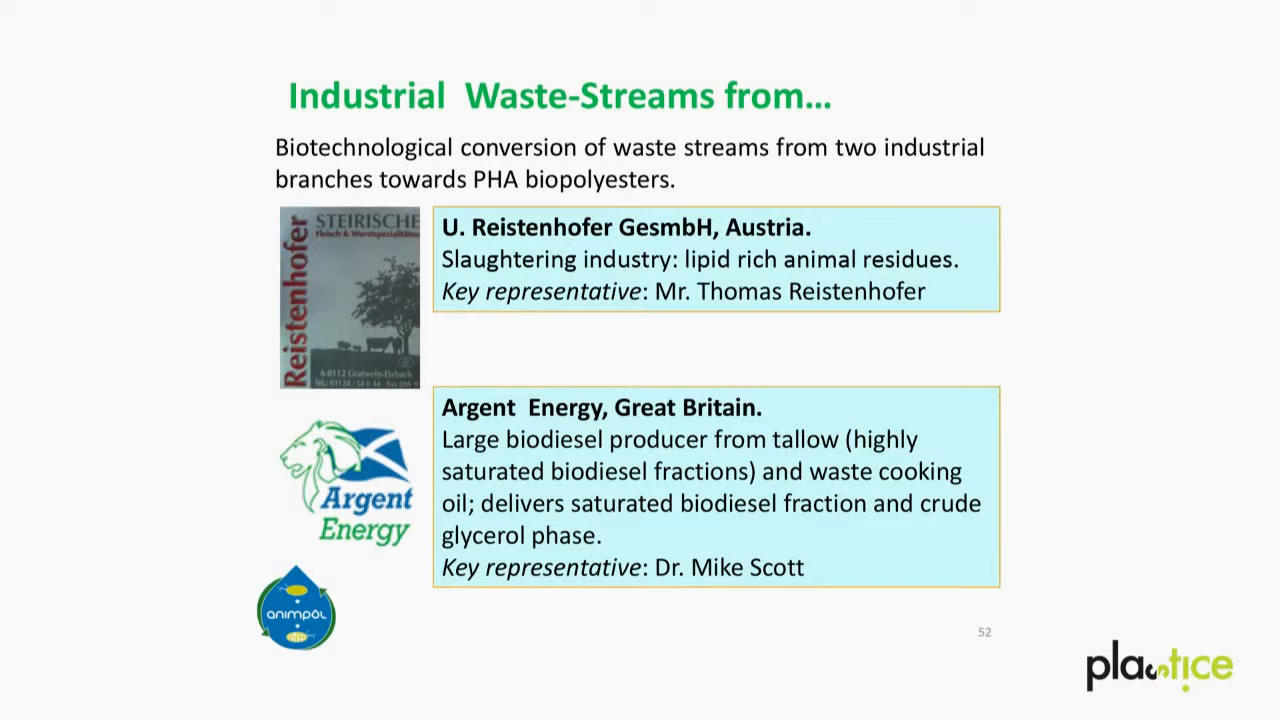 Industrial Waste-Streams from...
Biotechnological conversion of waste streams from two industrial
branches towards PHA biopolyesters.
Reistenhofer
STEIRISCHE
Fleisch & Wurstspezialitäten
A-8112 Gratwein-Eisbach
U. Reistenhofer GesmbH, Austria.
Slaughtering industry: lipid rich animal residues.
Key representative: Mr. Thomas Reistenhofer
Argent
Energy
Argent Energy, Great Britain.
Large biodiesel producer from tallow (highly
saturated biodiesel fractions) and waste cooking
oil; delivers saturated biodiesel fraction and crude
glycerol phase.
Key representative: Dr. Mike Scott
animpol
52
plastice